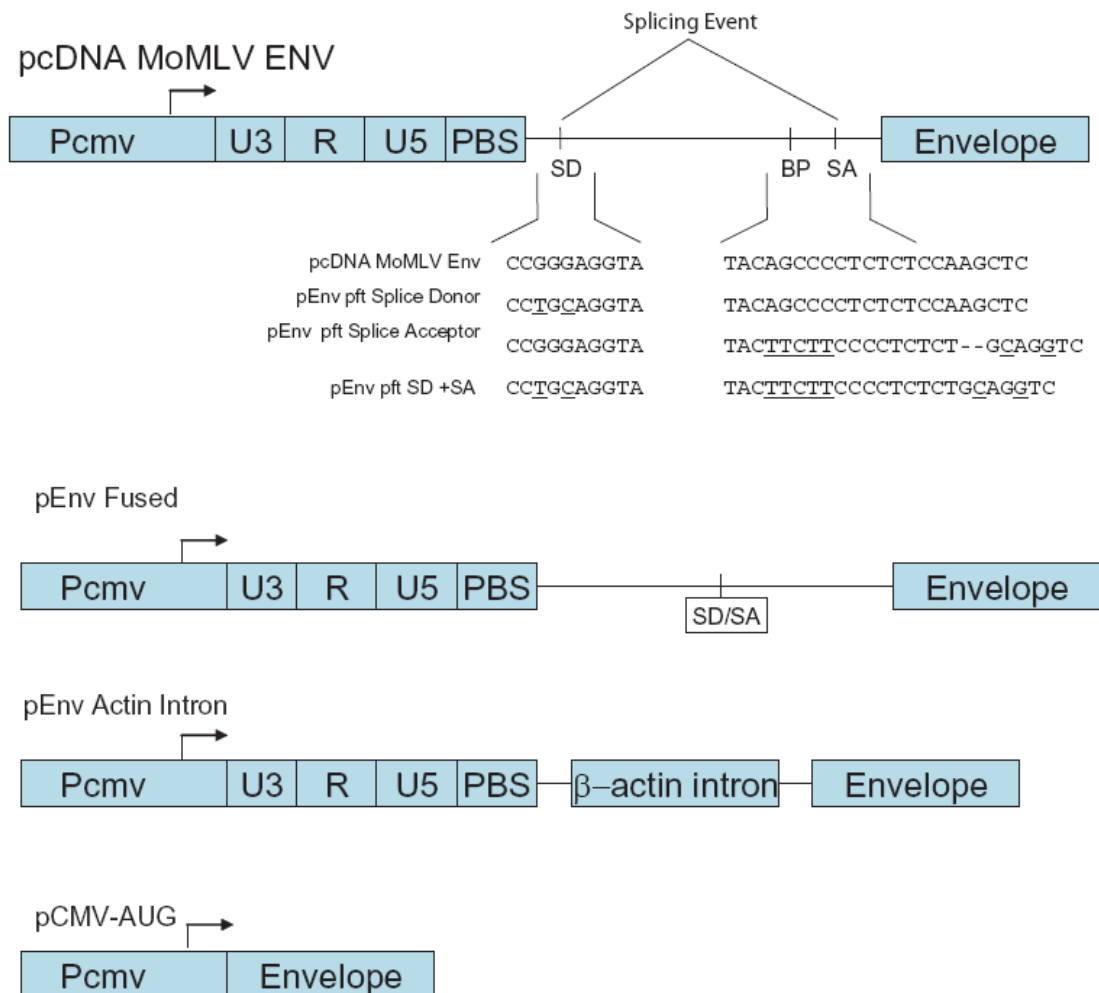 Splicing Event
pcDNA MoMLV ENV
Pcmv U3 R U5 PBS Envelope
SD BP SA
pcDNA MoMLV Env CCGGGAGGTA TACAGCCCCTCTCTCCAAGCTC
pEnv pft Splice Donor CCTGCAGGTA TACAGCCCCTCTCTCCAAGCTC
pEnv pft Splice Acceptor CCGGGAGGTA TACTTCTTCCCCTCTCT--GCAGGTC
pEnv pft SD +SA CCTGCAGGTA TACTTCTTCCCCTCTCTGCAGGTC
pEnv Fused
Pcmv U3 R U5 PBS Envelope
SD/SA
pEnv Actin Intron
Pcmv U3 R U5 PBS β–actin intron Envelope
pCMV-AUG
Pcmv Envelope